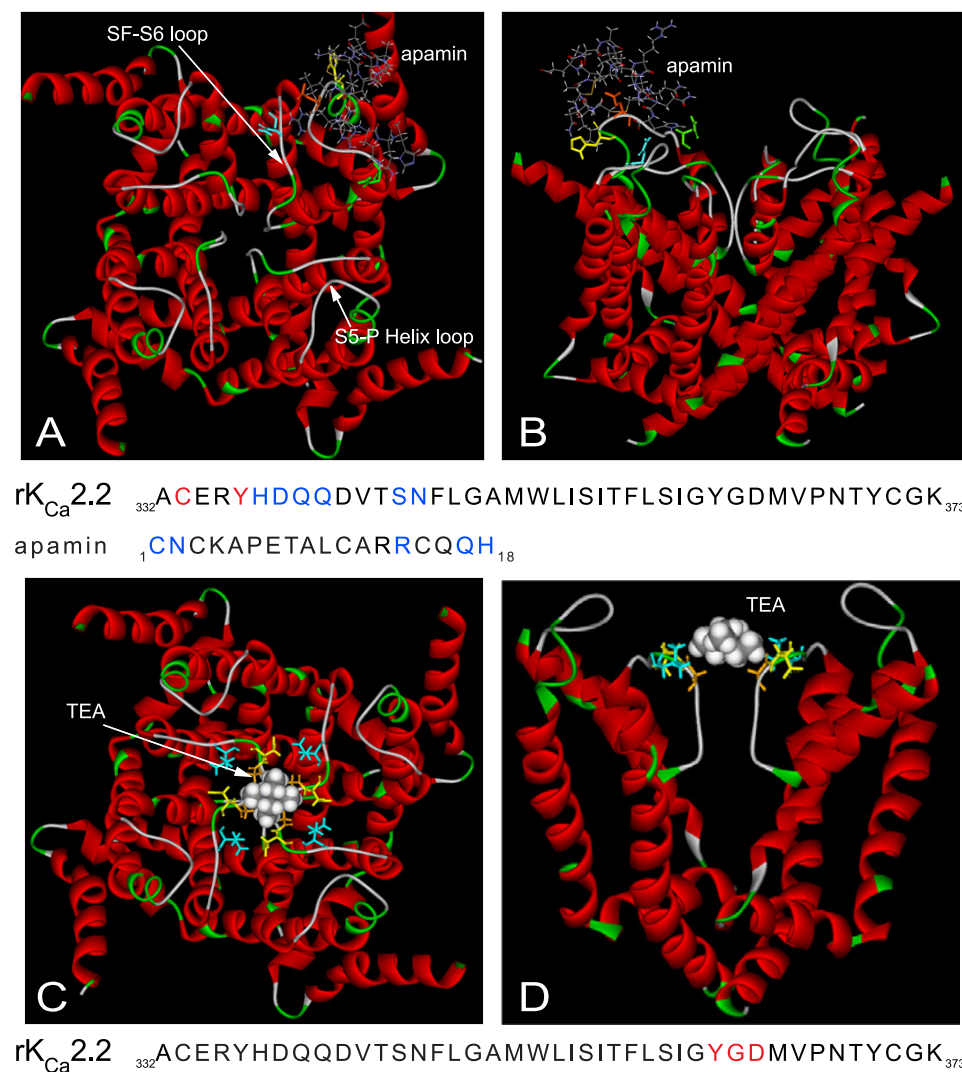 SF-S6 loop
apamin
S5-P Helix loop
A
apamin
B
rKCa2.2 332ACERYHDQQDVTSNFLGAMWLISITFLSIGYGDMVPNTYCGK373
apamin 1CNCKAPETALCARRCQQH18
TEA
C
TEA
D
rKCa2.2 332ACERYHDQQDVTSNFLGAMWLISITFLSIGYGDMVPNTYCGK373